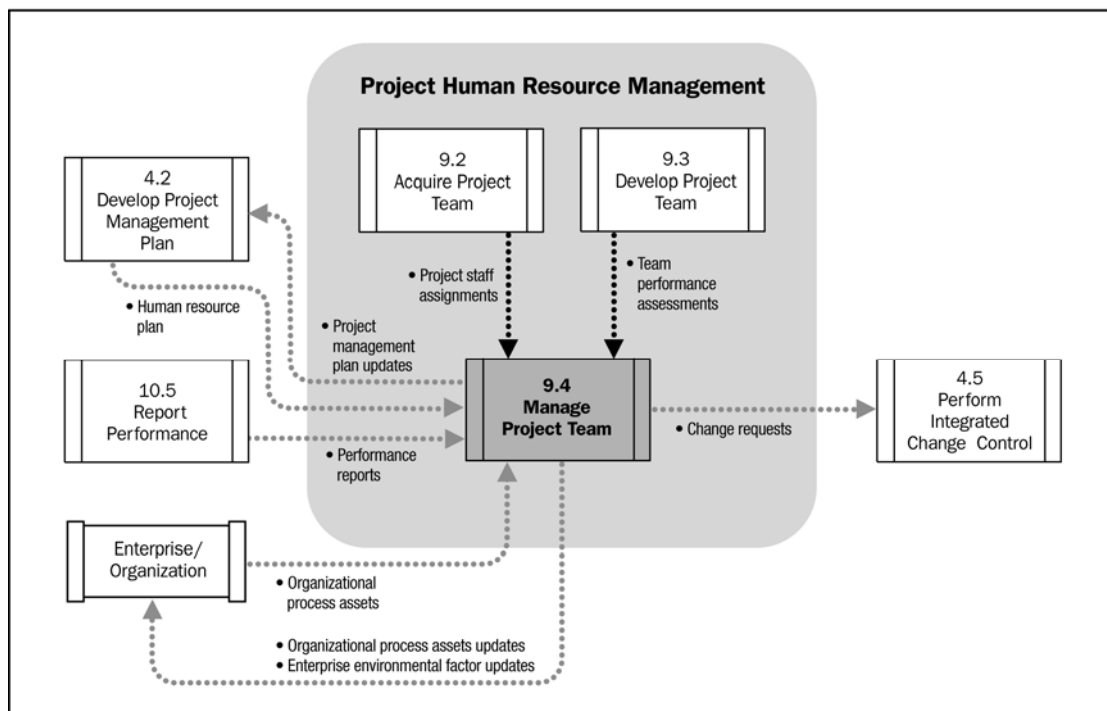 Project Human Resource Management
9.2
Acquire Project
Team
9.3
Develop Project
Team
4.2
Develop Project
Management
Plan
• Project staff
assignments
• Team
performance
assessments
• Human resource
plan
• Project
management
plan updates
10.5
Report
Performance
9.4
Manage
Project Team
4.5
Perform
Integrated
Change Control
• Change requests
• Performance
reports
Enterprise/
Organization
• Organizational
process assets
• Organizational process assets updates
• Enterprise environmental factor updates